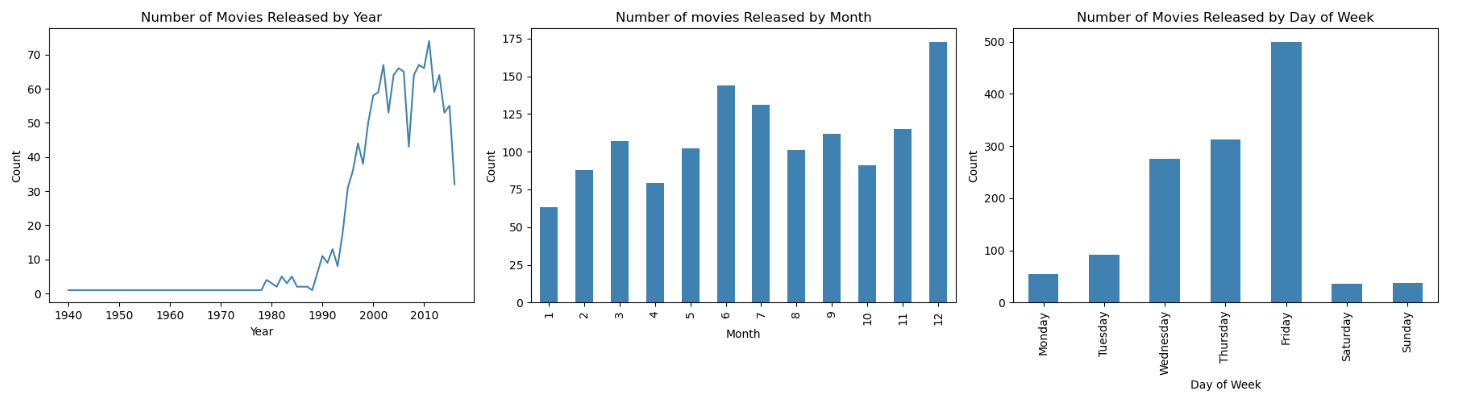 Number of Movies Released by Year
Count
70
60
50
40
30
20
10
0
1940 1950 1960 1970 1980 1990 2000 2010
Year
Number of movies Released by Month
Count
175
150
125
100
75
50
25
0
1 2 3 4 5 6 7 8 9 10 11 12
Month
Number of Movies Released by Day of Week
Count
500
400
300
200
100
0
Monday Tuesday Wednesday Thursday Friday Saturday Sunday
Day of Week